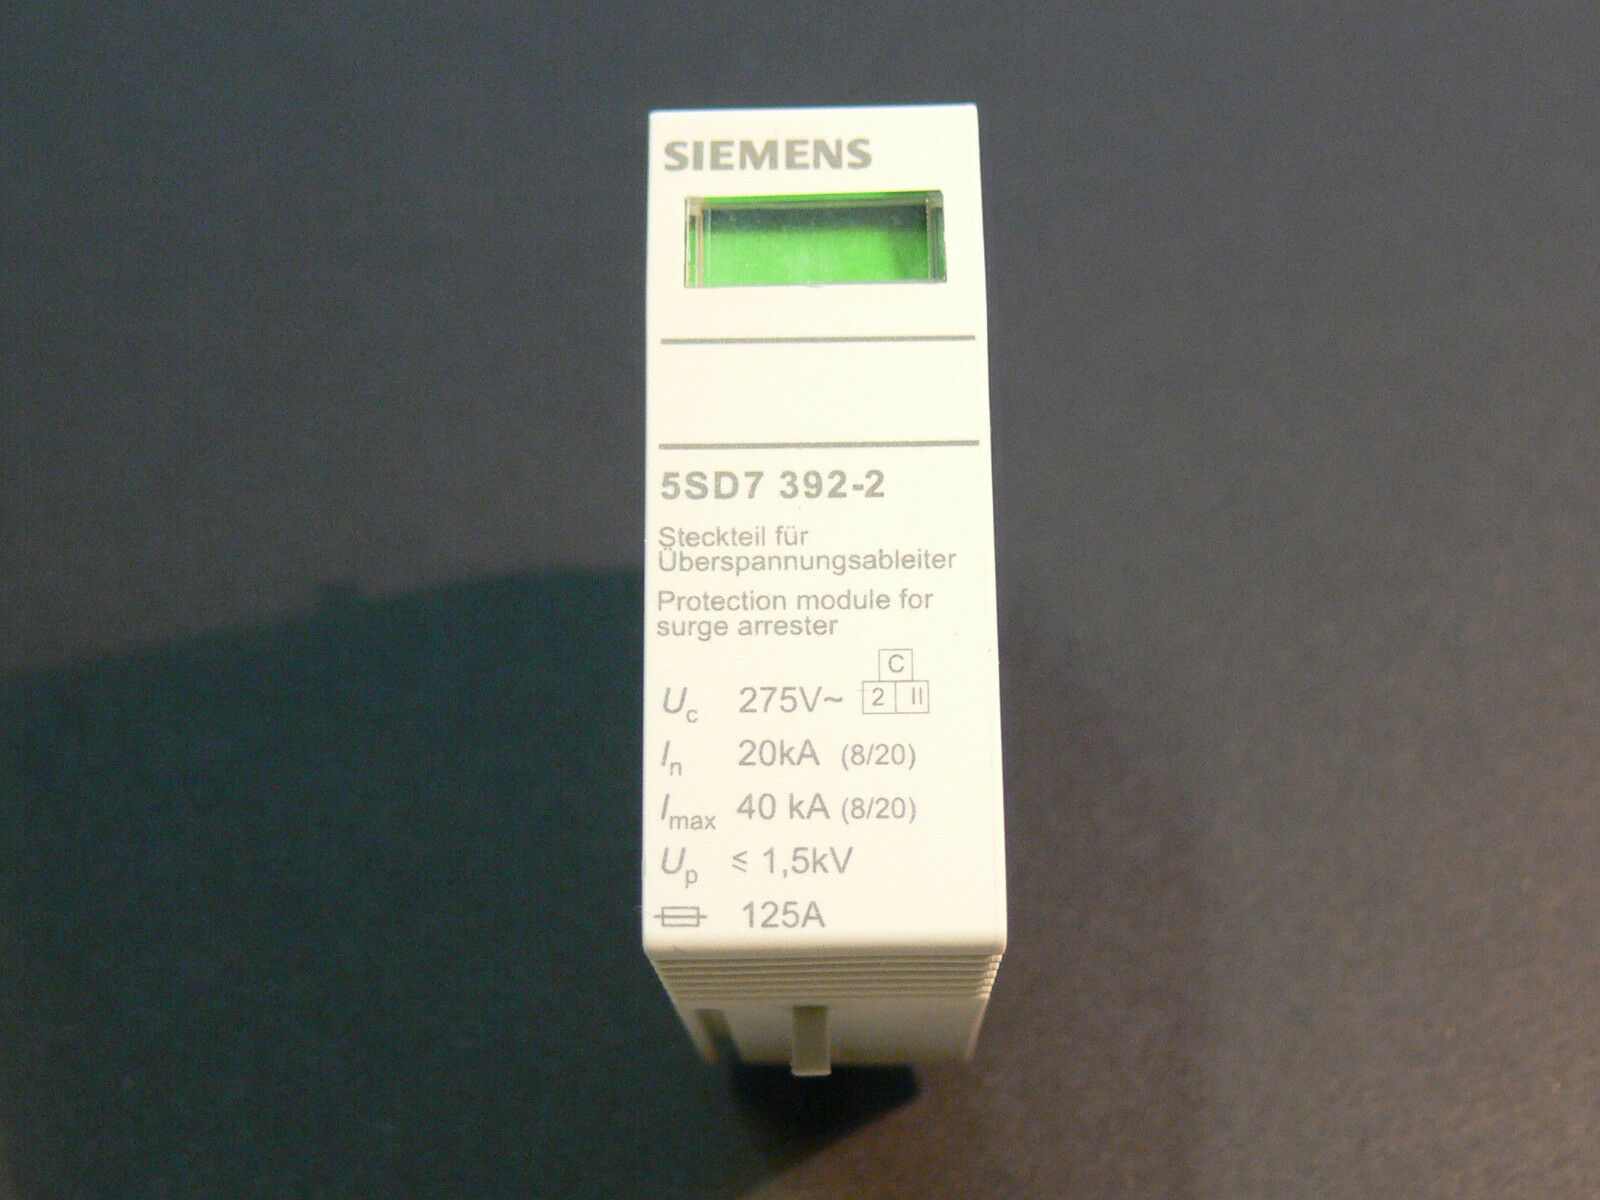 SIEMENS
5SD7 392-2
Steckteil für
Überspannungsableiter
Protection module for
surge arrester
C
Uc 275V~ 2 II
In 20kA (8/20)
Imax 40 kA (8/20)
Up ≤ 1,5kV
125A